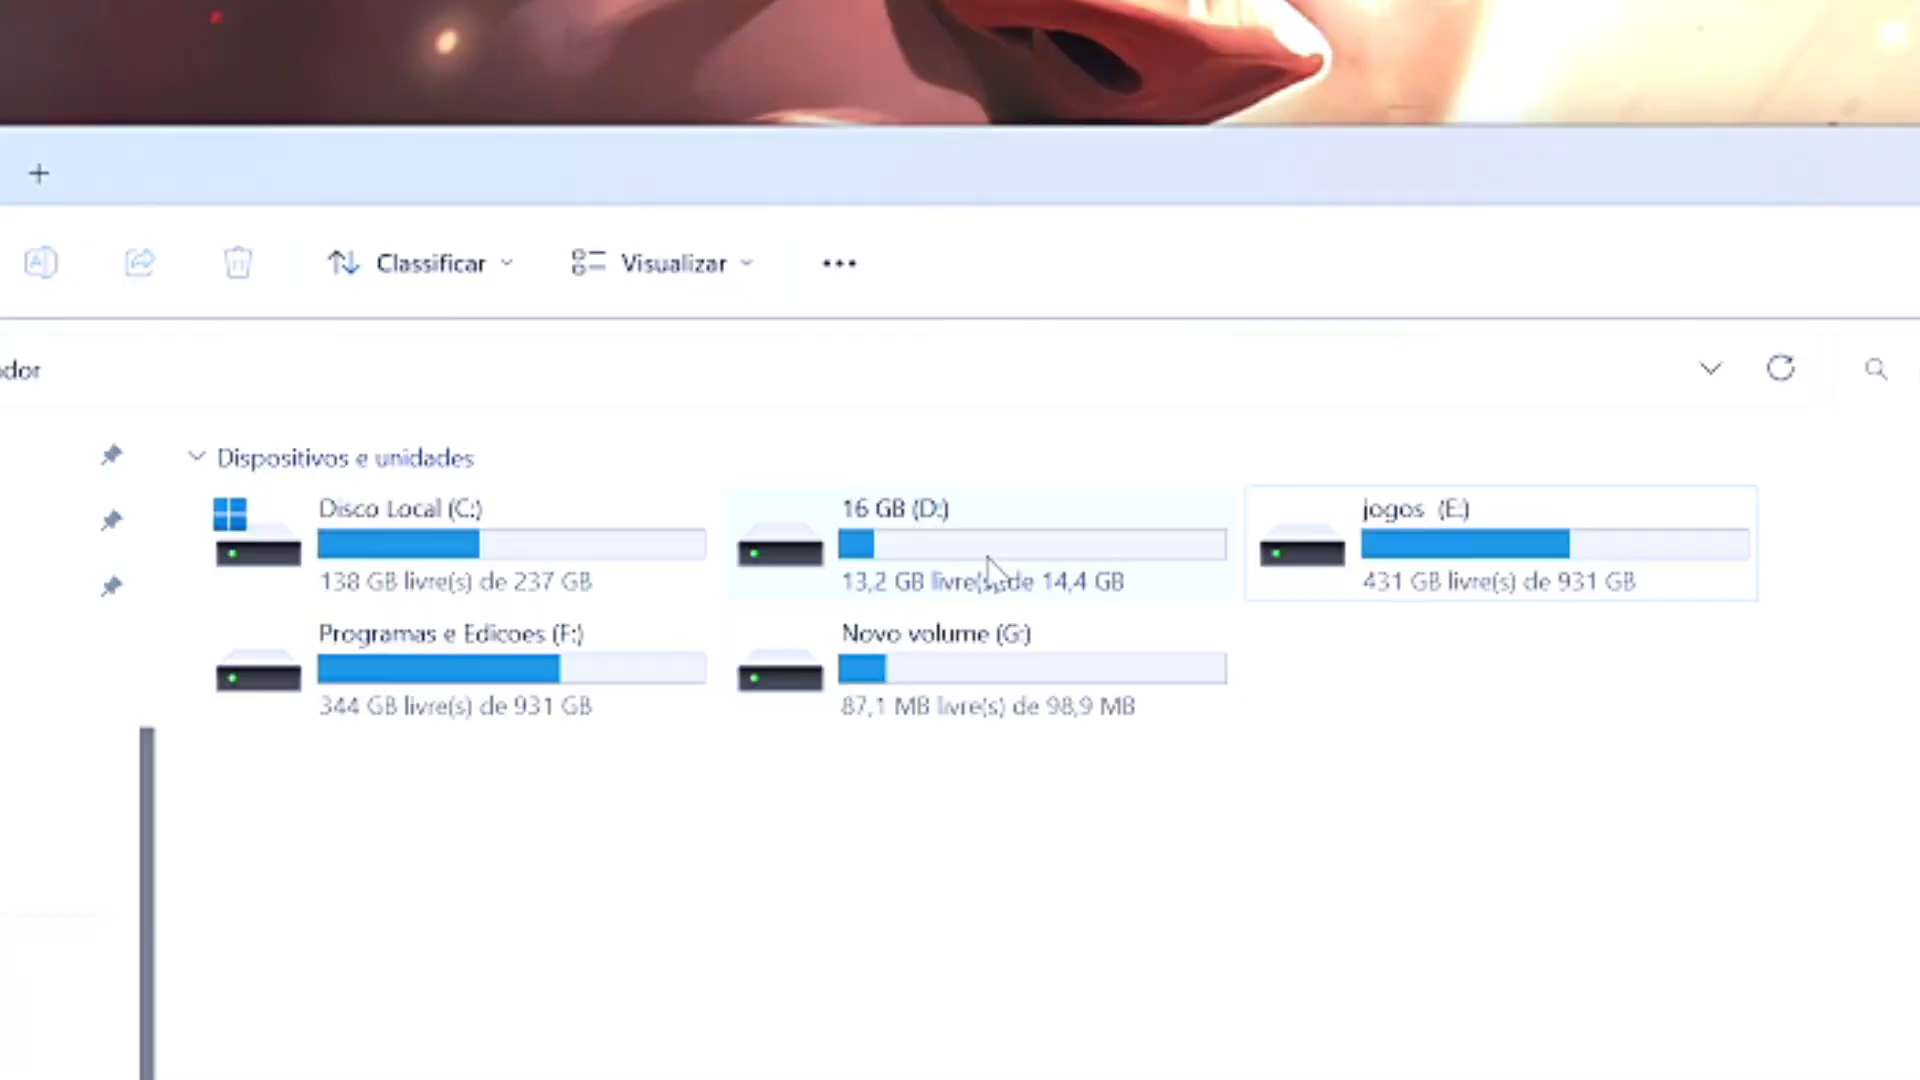 Classificar
Visualizar
dor
Dispositivos e unidades
Disco Local (C:)
138 GB livre(s) de 237 GB
16 GB (D:)
13,2 GB livre(s) de 14,4 GB
jogos (E:)
431 GB livre(s) de 931 GB
Programas e Edicoes (F:)
344 GB livre(s) de 931 GB
Novo volume (G:)
87,1 MB livre(s) de 98,9 MB